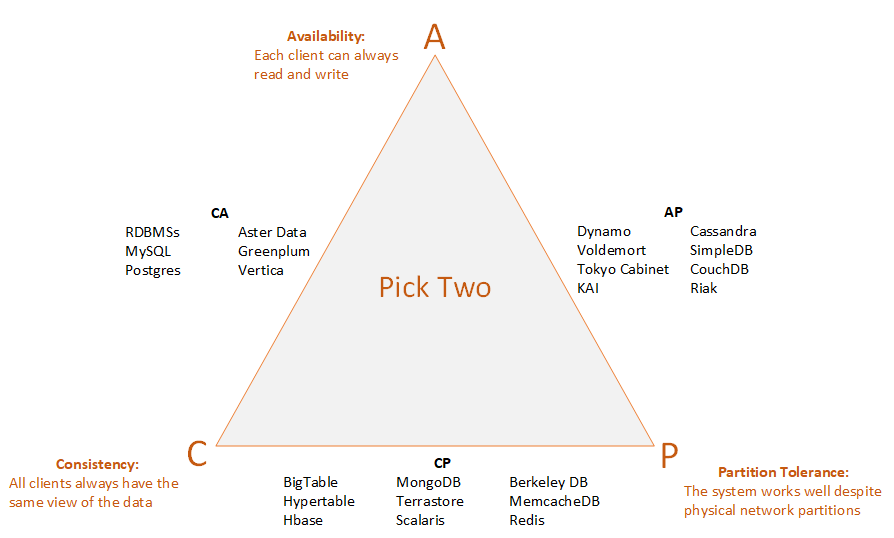 A
Availability:
Each client can always
read and write
CA
RDBMSs Aster Data
MySQL Greenplum
Postgres Vertica
AP
Dynamo Cassandra
Voldemort SimpleDB
Tokyo Cabinet CouchDB
KAI Riak
Pick Two
C
Consistency:
All clients always have the
same view of the data
CP
BigTable MongoDB Berkeley DB
Hypertable Terrastore MemcacheDB
Hbase Scalaris Redis
P
Partition Tolerance:
The system works well despite
physical network partitions